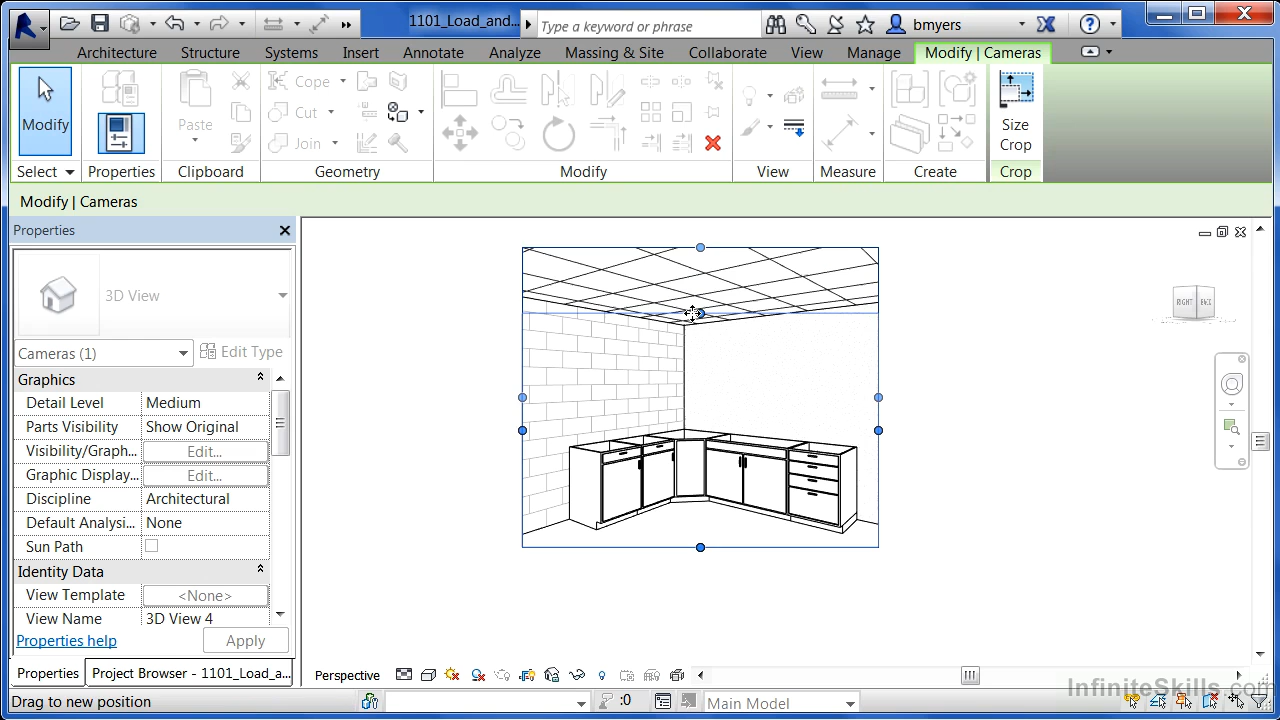 1101_Load_and...
Type a keyword or phrase
bmyers
Architecture Structure Systems Insert Annotate Analyze Massing & Site Collaborate View Manage Modify | Cameras
Modify
Paste
Cope
Cut
Join
Size
Crop
Select Properties Clipboard Geometry Modify View Measure Create Crop
Modify | Cameras
Properties
3D View
Cameras (1) Edit Type
Graphics
Detail Level Medium
Parts Visibility Show Original
Visibility/Graph... Edit...
Graphic Display... Edit...
Discipline Architectural
Default Analysi... None
Sun Path
Identity Data
View Template <None>
View Name 3D View 4
Properties help Apply
Properties Project Browser - 1101_Load_a...
RIGHT BACK
Perspective
Drag to new position
:0
Main Model
InfiniteSkills.com